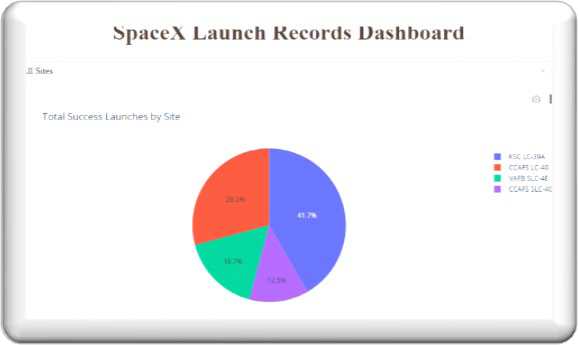 SpaceX Launch Records Dashboard
Sites
Total Success Launches by Site
KSC LC-39A
CCAFS LC-40
VAFB SLC-4E
CCAFS SLC-40
29.2%
41.7%
16.7%
12.5%